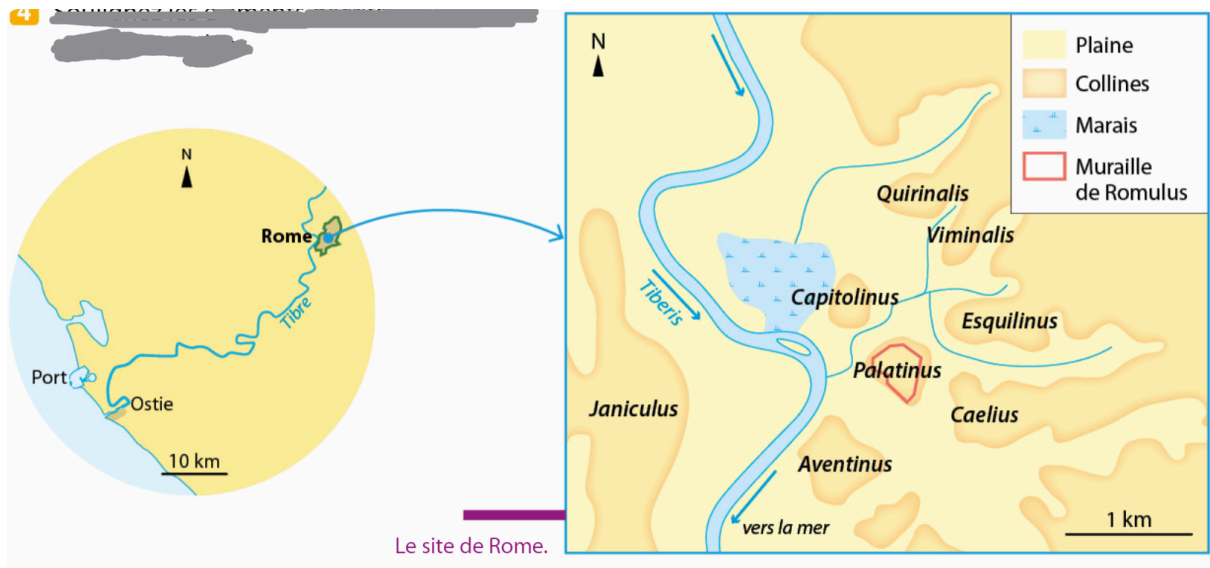 4
N
Rome
Tibre
Port
Ostie
10 km
Le site de Rome.
N
Plaine
Collines
Marais
Muraille
de Romulus
Quirinalis
Viminalis
Tiberis
Capitolinus
Esquilinus
Palatinus
Janiculus
Caelius
Aventinus
vers la mer
1 km